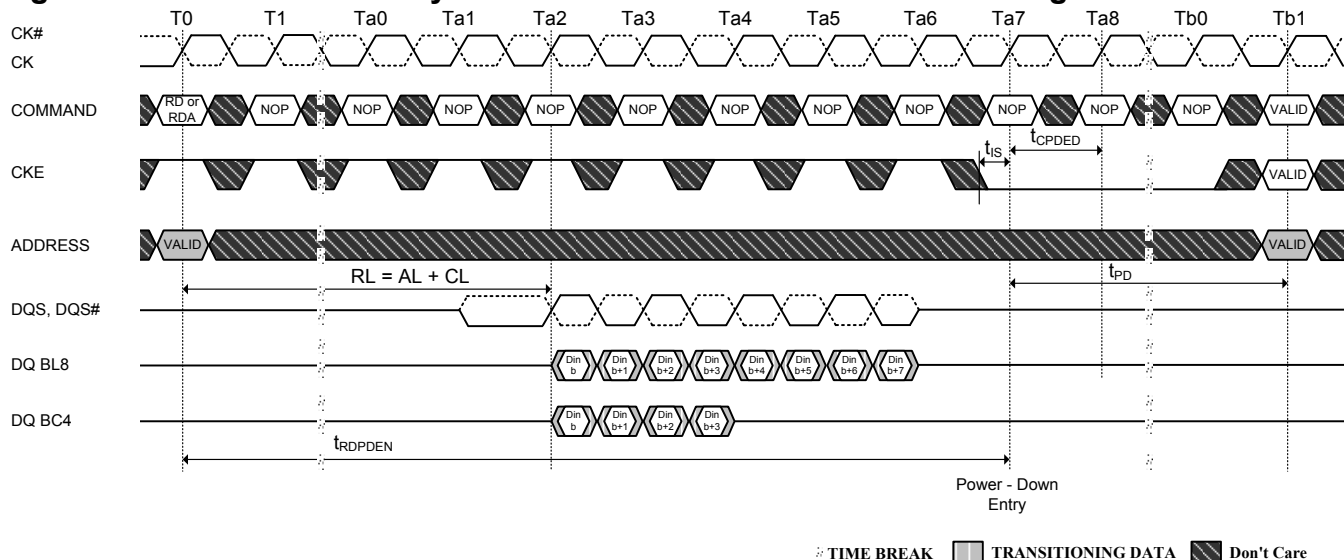 T0 T1 Ta0 Ta1 Ta2 Ta3 Ta4 Ta5 Ta6 Ta7 Ta8 Tb0 Tb1
CK#
CK
COMMAND
RD or RDA NOP NOP NOP NOP NOP NOP NOP NOP NOP NOP NOP VALID
tIS tCPDED
CKE
VALID
ADDRESS
VALID VALID
RL = AL + CL
tPD
DQS, DQS#
DQ BL8
Din b Din b+1 Din b+2 Din b+3 Din b+4 Din b+5 Din b+6 Din b+7
DQ BC4
Din b Din b+1 Din b+2 Din b+3
tRDPDEN
Power - Down
Entry
TIME BREAK TRANSITIONING DATA Don't Care